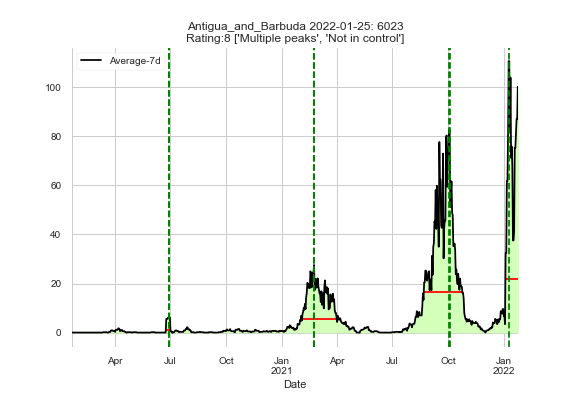 Antigua_and_Barbuda 2022-01-25: 6023
Rating:8 ['Multiple peaks', 'Not in control']
Average-7d
100
80
60
40
20
0
Apr Jul Oct Jan Apr Jul Oct Jan
2021 2022
Date